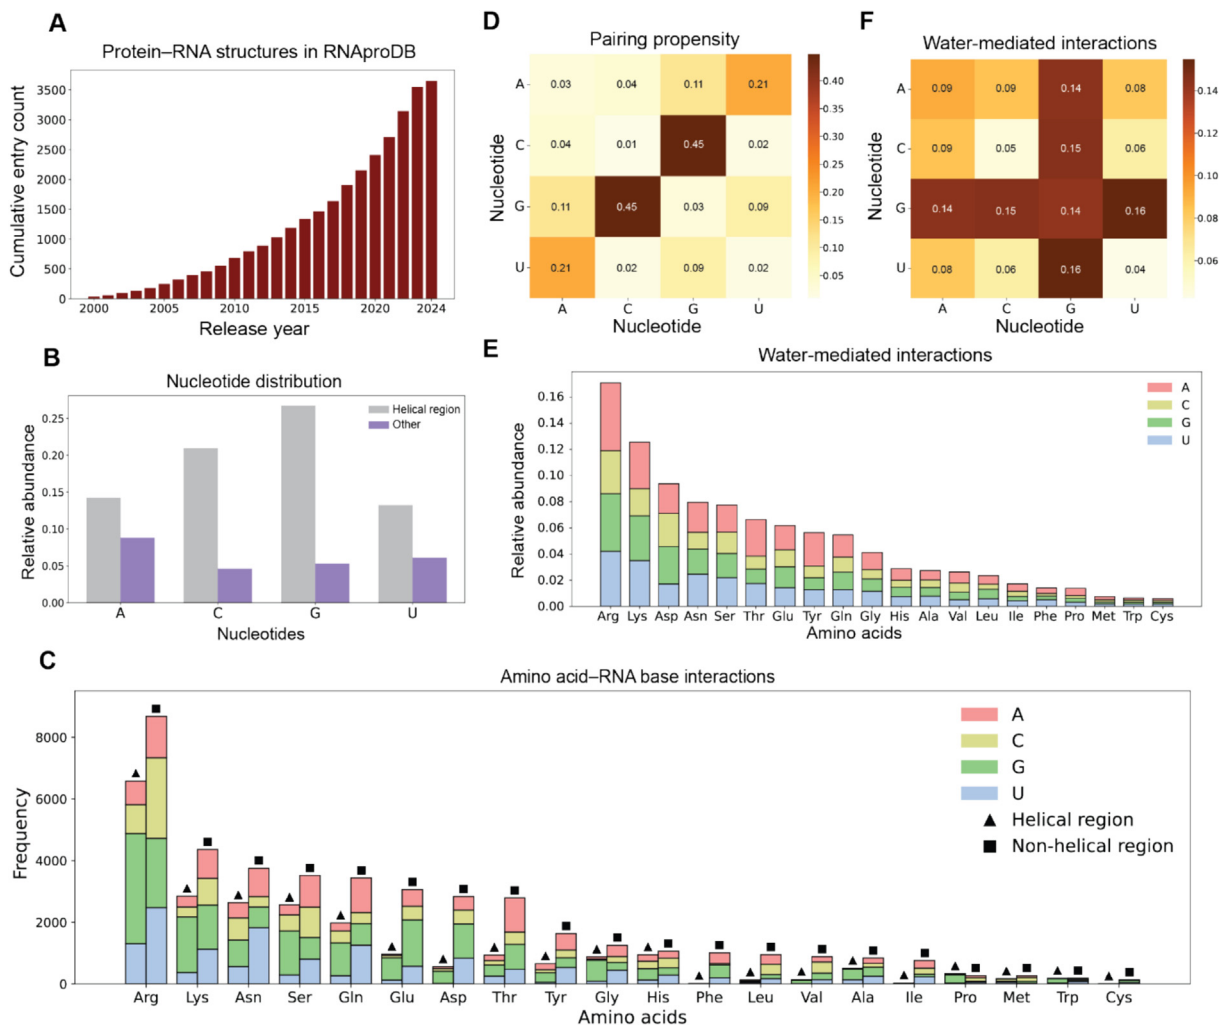 A
Protein–RNA structures in RNAproDB
Cumulative entry count
3500
3000
2500
2000
1500
1000
500
0
2000 2005 2010 2015 2020 2024
Release year
B
Nucleotide distribution
Relative abundance
0.25
0.20
0.15
0.10
0.05
0.00
Helical region
Other
A C G U
Nucleotides
D
Pairing propensity
Nucleotide
A 0.03 0.04 0.11 0.21
C 0.04 0.01 0.45 0.02
G 0.11 0.45 0.03 0.09
U 0.21 0.02 0.09 0.02
A C G U
Nucleotide
0.40
0.35
0.30
0.25
0.20
0.15
0.10
0.05
F
Water-mediated interactions
Nucleotide
A 0.09 0.09 0.14 0.08
C 0.09 0.05 0.15 0.06
G 0.14 0.15 0.14 0.16
U 0.08 0.06 0.16 0.04
A C G U
Nucleotide
0.14
0.12
0.10
0.08
0.06
E
Water-mediated interactions
Relative abundance
0.16
0.14
0.12
0.10
0.08
0.06
0.04
0.02
0.00
A
C
G
U
Arg Lys Asp Asn Ser Thr Glu Tyr Gln Gly His Ala Val Leu Ile Phe Pro Met Trp Cys
Amino acids
C
Amino acid–RNA base interactions
Frequency
8000
6000
4000
2000
0
A
C
G
U
Helical region
Non-helical region
Arg Lys Asn Ser Gln Glu Asp Thr Tyr Gly His Phe Leu Val Ala Ile Pro Met Trp Cys
Amino acids